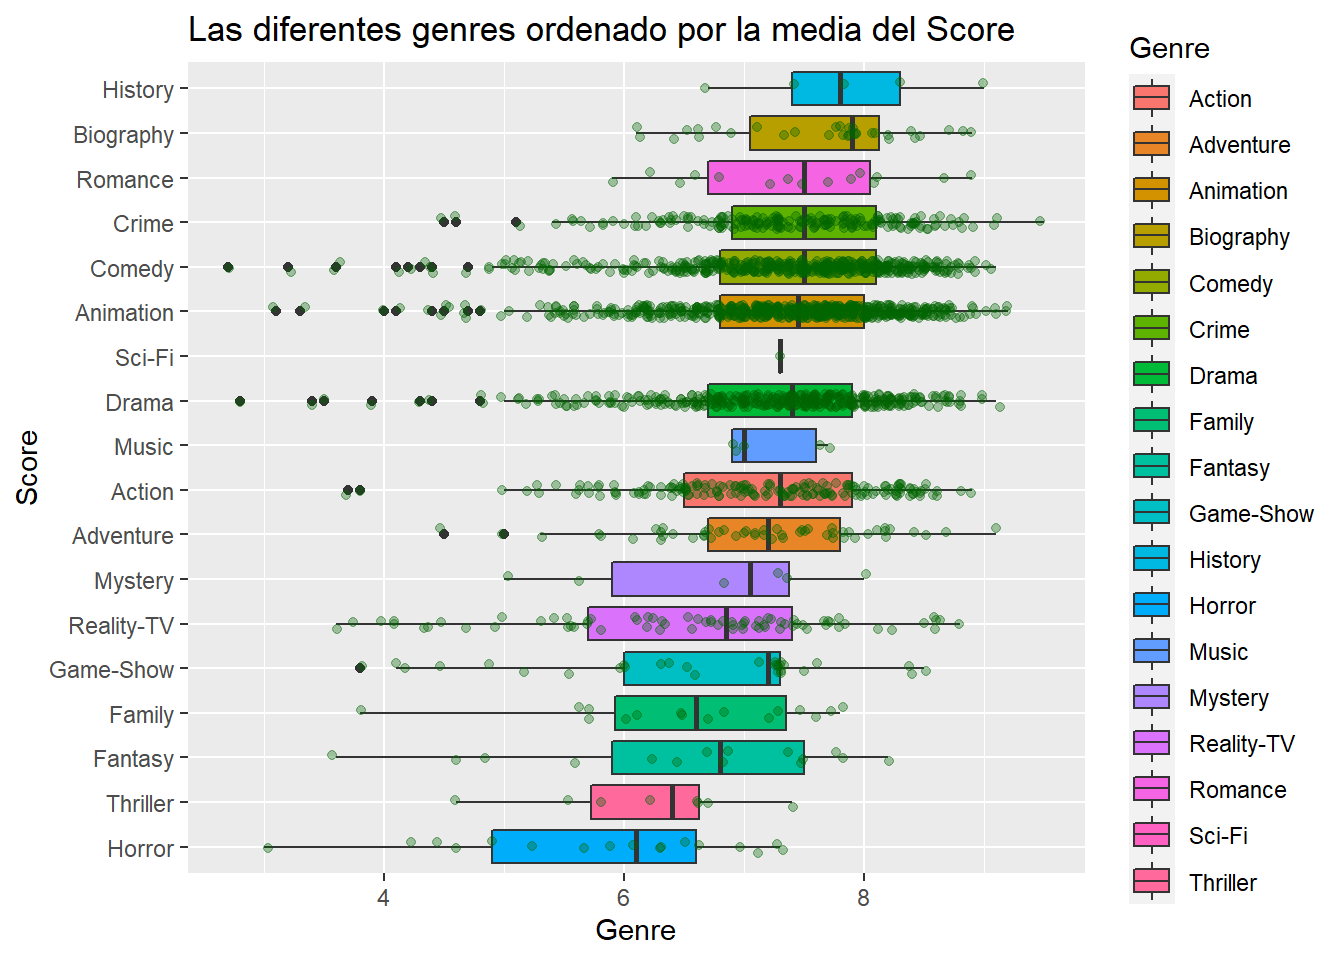 Las diferentes genres ordenado por la media del Score
Score
History
Biography
Romance
Crime
Comedy
Animation
Sci-Fi
Drama
Music
Action
Adventure
Mystery
Reality-TV
Game-Show
Family
Fantasy
Thriller
Horror
4 6 8
Genre
Genre
Action
Adventure
Animation
Biography
Comedy
Crime
Drama
Family
Fantasy
Game-Show
History
Horror
Music
Mystery
Reality-TV
Romance
Sci-Fi
Thriller